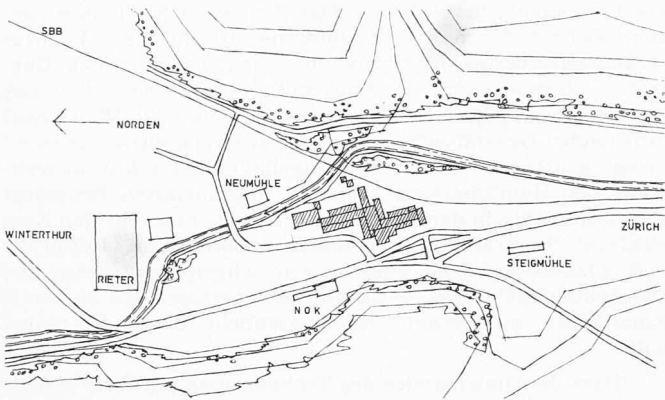 SBB
NORDEN
NEUMÜHLE
WINTERTHUR
ZÜRICH
RIETER
STEIGMÜHLE
NOK